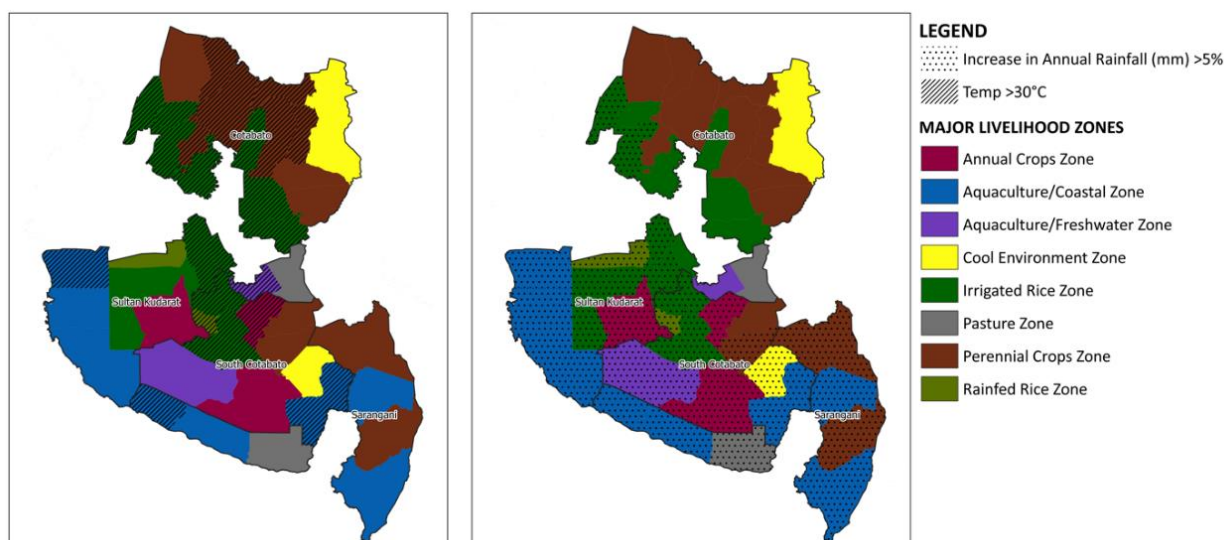 Cotabato
Sultan Kudarat
South Cotabato
Sarangani
Cotabato
Sultan Kudarat
South Cotabato
Sarangani
LEGEND
Increase in Annual Rainfall (mm) >5%
Temp >30°C
MAJOR LIVELIHOOD ZONES
Annual Crops Zone
Aquaculture/Coastal Zone
Aquaculture/Freshwater Zone
Cool Environment Zone
Irrigated Rice Zone
Pasture Zone
Perennial Crops Zone
Rainfed Rice Zone